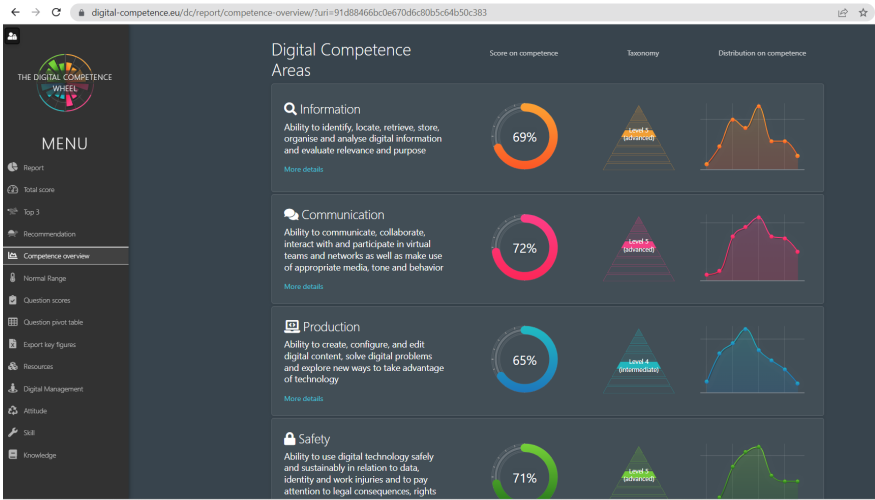 digital-competence.eu/dc/report/competence-overview/?uri=91d88466bc0e670d6c80b5c64b50c383
THE DIGITAL COMPETENCE
WHEEL
MENU
Report
Total score
Top 3
Recommendation
Competence overview
Normal Range
Question scores
Question pivot table
Export key figures
Resources
Digital Management
Attitude
Skill
Knowledge
Digital Competence
Areas
Score on competence
Taxonomy
Distribution on competence
Information
Ability to identify, locate, retrieve, store,
organise and analyse digital information
and evaluate relevance and purpose
More details
69%
Level 5
(advanced)
Communication
Ability to communicate, collaborate,
interact with and participate in virtual
teams and networks as well as make use
of appropriate media, tone and behavior
More details
72%
Level 5
(advanced)
Production
Ability to create, configure, and edit
digital content, solve digital problems
and explore new ways to take advantage
of technology
More details
65%
Level 4
(intermediate)
Safety
Ability to use digital technology safely
and sustainably in relation to data,
identity and work injuries and to pay
attention to legal consequences, rights
71%
Level 5
(advanced)